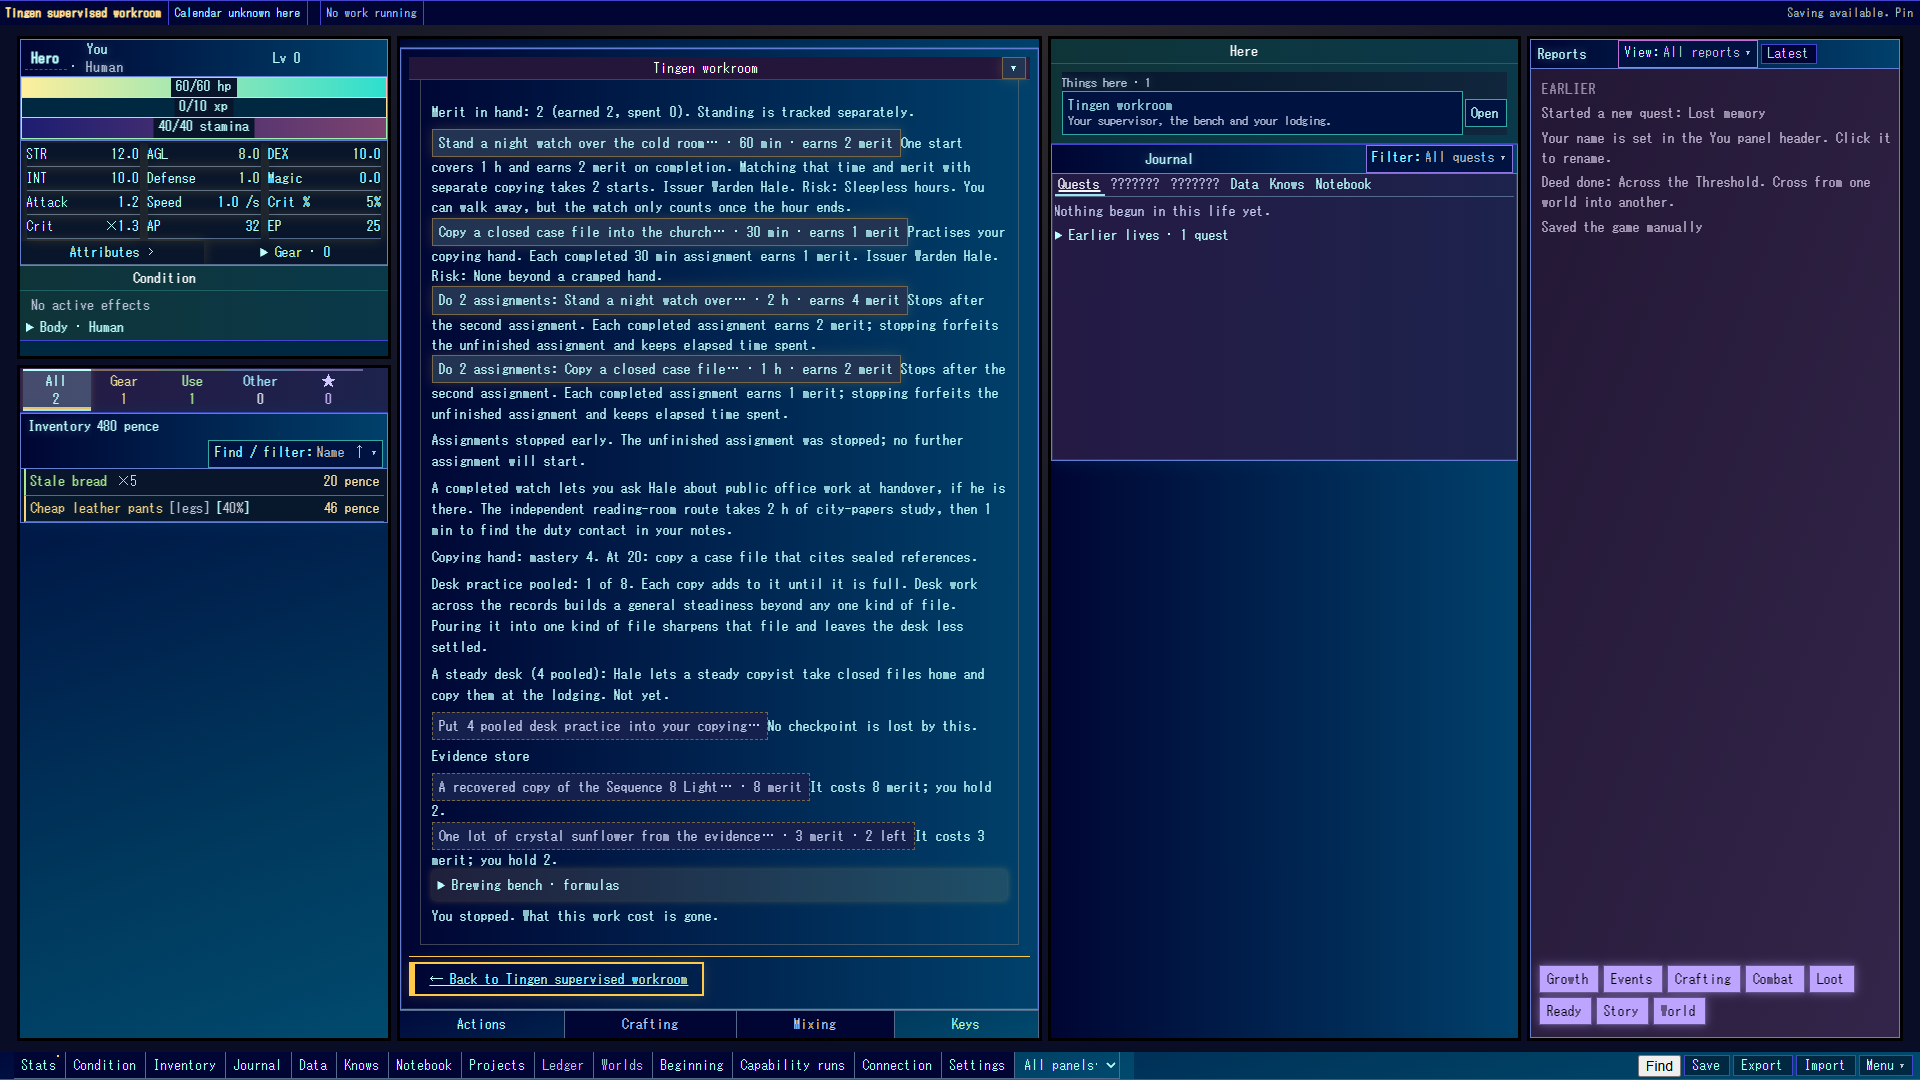 Tingen supervised workroom
Calendar unknown here
No work running
Saving available. Pin
Hero · You
Human
Lv 0
60/60 hp
0/10 xp
40/40 stamina
STR 12.0 AGL 8.0 DEX 10.0
INT 10.0 Defense 1.0 Magic 0.0
Attack 1.2 Speed 1.0 /s Crit % 5%
Crit ×1.3 AP 32 EP 25
Attributes >
▶ Gear · 0
Condition
No active effects
▶ Body · Human
All 2
Gear 1
Use 1
Other 0
★ 0
Inventory 480 pence
Find / filter: Name ↑ ▾
Stale bread ×5 20 pence
Cheap leather pants [legs] [40%] 46 pence
Tingen workroom
▾
Merit in hand: 2 (earned 2, spent 0). Standing is tracked separately.
Stand a night watch over the cold room… · 60 min · earns 2 merit One start
covers 1 h and earns 2 merit on completion. Matching that time and merit with
separate copying takes 2 starts. Issuer Warden Hale. Risk: Sleepless hours. You
can walk away, but the watch only counts once the hour ends.
Copy a closed case file into the church… · 30 min · earns 1 merit Practises your
copying hand. Each completed 30 min assignment earns 1 merit. Issuer Warden Hale.
Risk: None beyond a cramped hand.
Do 2 assignments: Stand a night watch over… · 2 h · earns 4 merit Stops after
the second assignment. Each completed assignment earns 2 merit; stopping forfeits
the unfinished assignment and keeps elapsed time spent.
Do 2 assignments: Copy a closed case file… · 1 h · earns 2 merit Stops after the
second assignment. Each completed assignment earns 1 merit; stopping forfeits the
unfinished assignment and keeps elapsed time spent.
Assignments stopped early. The unfinished assignment was stopped; no further
assignment will start.
A completed watch lets you ask Hale about public office work at handover, if he is
there. The independent reading-room route takes 2 h of city-papers study, then 1
min to find the duty contact in your notes.
Copying hand: mastery 4. At 20: copy a case file that cites sealed references.
Desk practice pooled: 1 of 8. Each copy adds to it until it is full. Desk work
across the records builds a general steadiness beyond any one kind of file.
Pouring it into one kind of file sharpens that file and leaves the desk less
settled.
A steady desk (4 pooled): Hale lets a steady copyist take closed files home and
copy them at the lodging. Not yet.
Put 4 pooled desk practice into your copying… No checkpoint is lost by this.
Evidence store
A recovered copy of the Sequence 8 Light… · 8 merit It costs 8 merit; you hold
2.
One lot of crystal sunflower from the evidence… · 3 merit · 2 left It costs 3
merit; you hold 2.
▶ Brewing bench · formulas
You stopped. What this work cost is gone.
← Back to Tingen supervised workroom
Actions Crafting Mixing Keys
Here
Things here · 1
Tingen workroom
Your supervisor, the bench and your lodging.
Open
Journal
Filter: All quests ▾
Quests ??????? ??????? Data Knows Notebook
Nothing begun in this life yet.
▶ Earlier lives · 1 quest
Reports
View: All reports ▾
Latest
EARLIER
Started a new quest: Lost memory
Your name is set in the You panel header. Click it
to rename.
Deed done: Across the Threshold. Cross from one
world into another.
Saved the game manually
Growth Events Crafting Combat Loot
Ready Story World
Stats Condition Inventory Journal Data Knows Notebook Projects Ledger Worlds Beginning Capability runs Connection Settings All panels·
Find Save Export Import Menu ▾